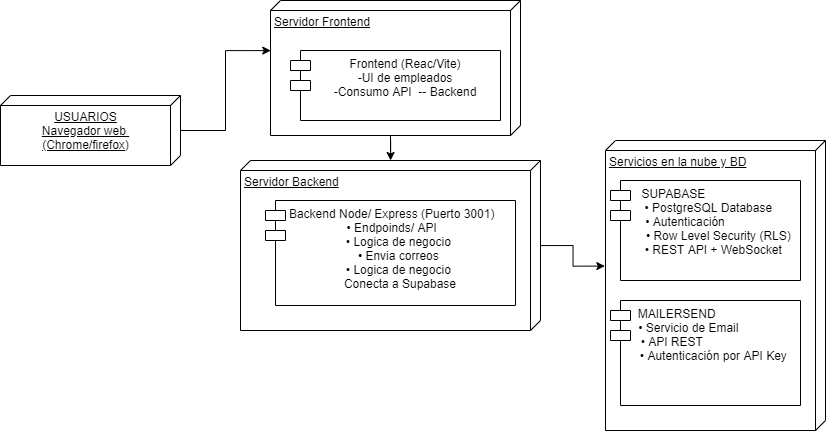 Servidor Frontend
Frontend (Reac/Vite)
-UI de empleados
-Consumo API -- Backend
USUARIOS
Navegador web
(Chrome/firefox)
Servidor Backend
Backend Node/ Express (Puerto 3001)
• Endpoinds/ API
• Logica de negocio
• Envia correos
• Logica de negocio
Conecta a Supabase
Servicios en la nube y BD
SUPABASE
• PostgreSQL Database
• Autenticación
• Row Level Security (RLS)
• REST API + WebSocket
MAILERSEND
• Servicio de Email
• API REST
• Autenticación por API Key